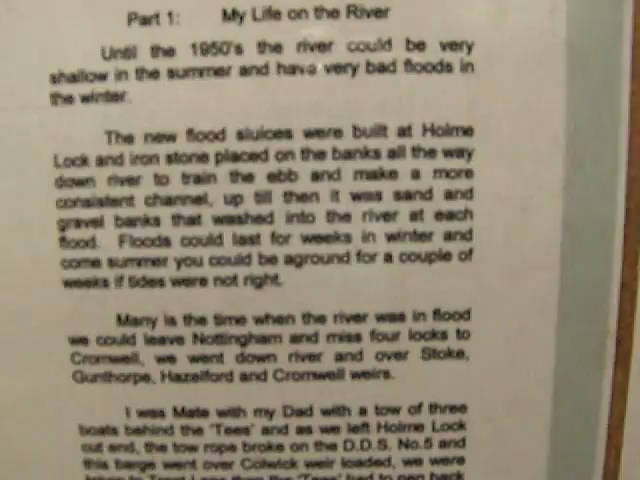 Part 1: My Life on the River
Until the 1950's the river could be very
shallow in the summer and have very bad floods in
the winter.
The new flood sluices were built at Holme
Lock and iron stone placed on the banks all the way
down river to train the ebb and make a more
consistent channel, up till then it was sand and
gravel banks that washed into the river at each
flood. Floods could last for weeks in winter and
come summer you could be aground for a couple of
weeks if tides were not right.
Many is the time when the river was in flood
we could leave Nottingham and miss four locks to
Cromwell, we went down river and over Stoke,
Gunthorpe, Hazelford and Cromwell weirs.
I was Mate with my Dad with a tow of three
boats behind the 'Tees' and as we left Holme Lock
cut end, the tow rope broke on the D.D.S. No.5 and
this barge went over Colwick weir loaded, we were